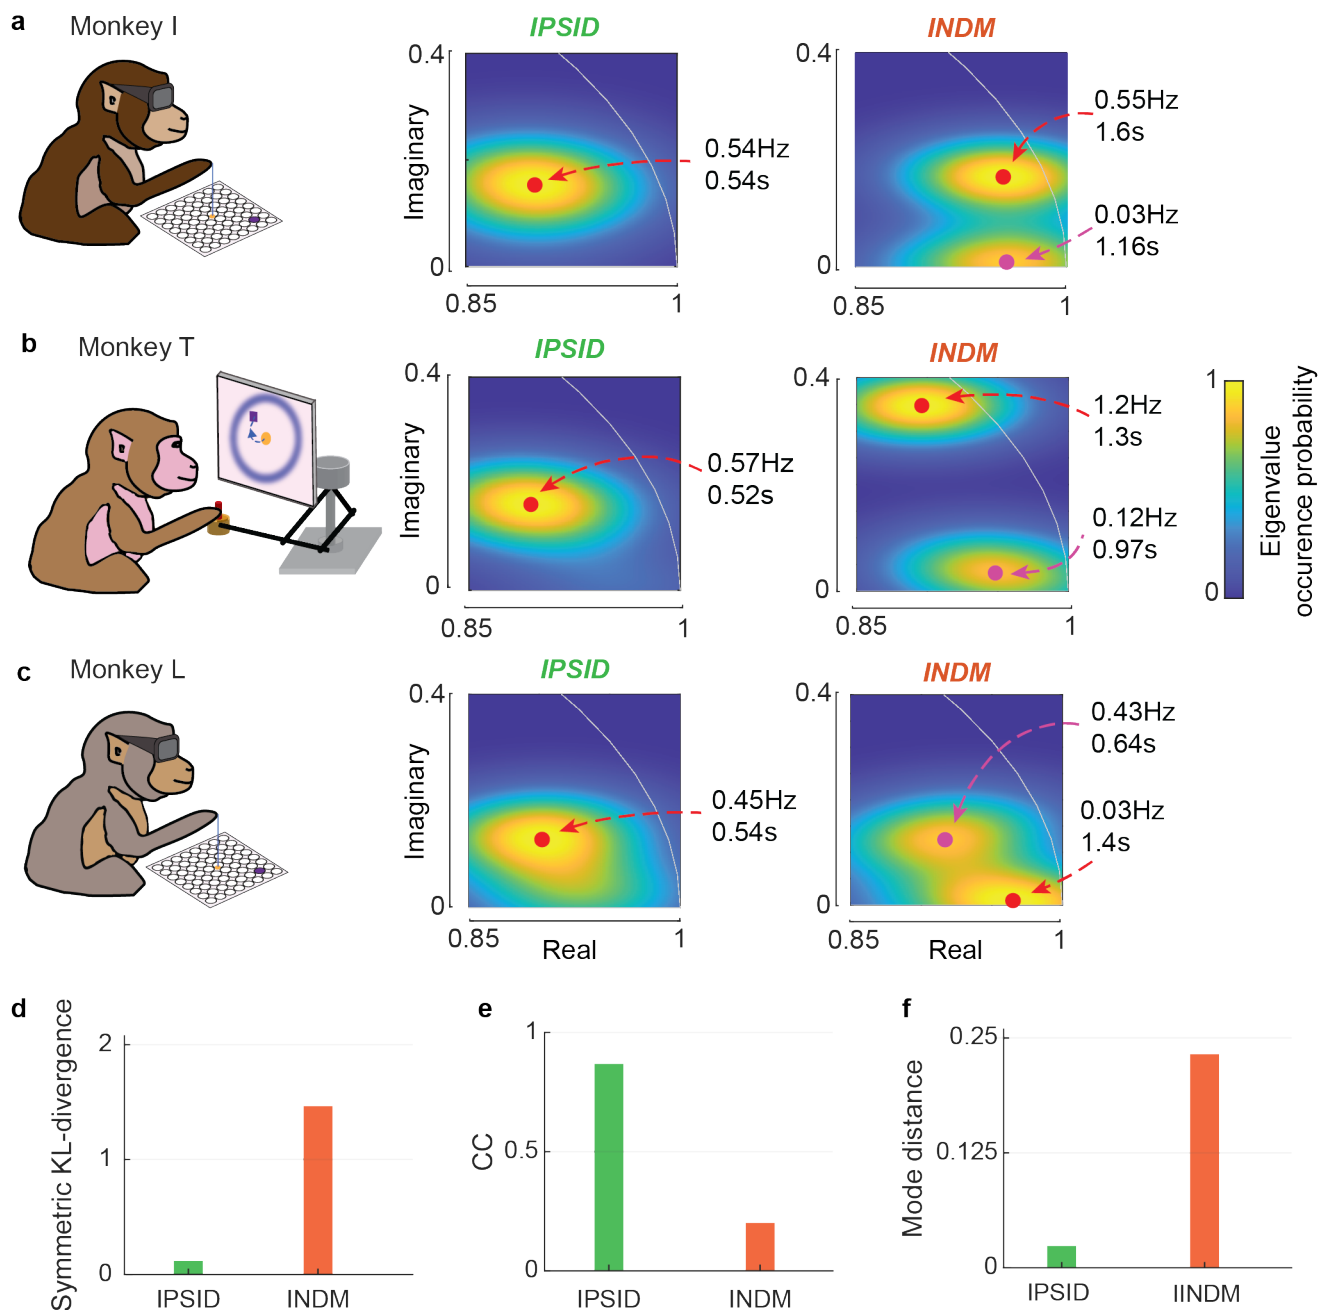 a
Monkey I
IPSID
INDM
0.4
Imaginary
0
0.85
1
0.54Hz
0.54s
0.4
0
0.85
1
0.55Hz
1.6s
0.03Hz
1.16s
b
Monkey T
IPSID
INDM
0.4
Imaginary
0
0.85
1
0.57Hz
0.52s
0.4
0
0.85
1
1.2Hz
1.3s
0.12Hz
0.97s
1
0
Eigenvalue
occurence probability
c
Monkey L
IPSID
INDM
0.4
Imaginary
0
0.85
1
Real
0.45Hz
0.54s
0.4
0
0.85
1
Real
0.43Hz
0.64s
0.03Hz
1.4s
d
Symmetric KL-divergence
2
1
0
IPSID
INDM
e
CC
1
0.5
0
IPSID
INDM
f
Mode distance
0.25
0.125
0
IPSID
IINDM